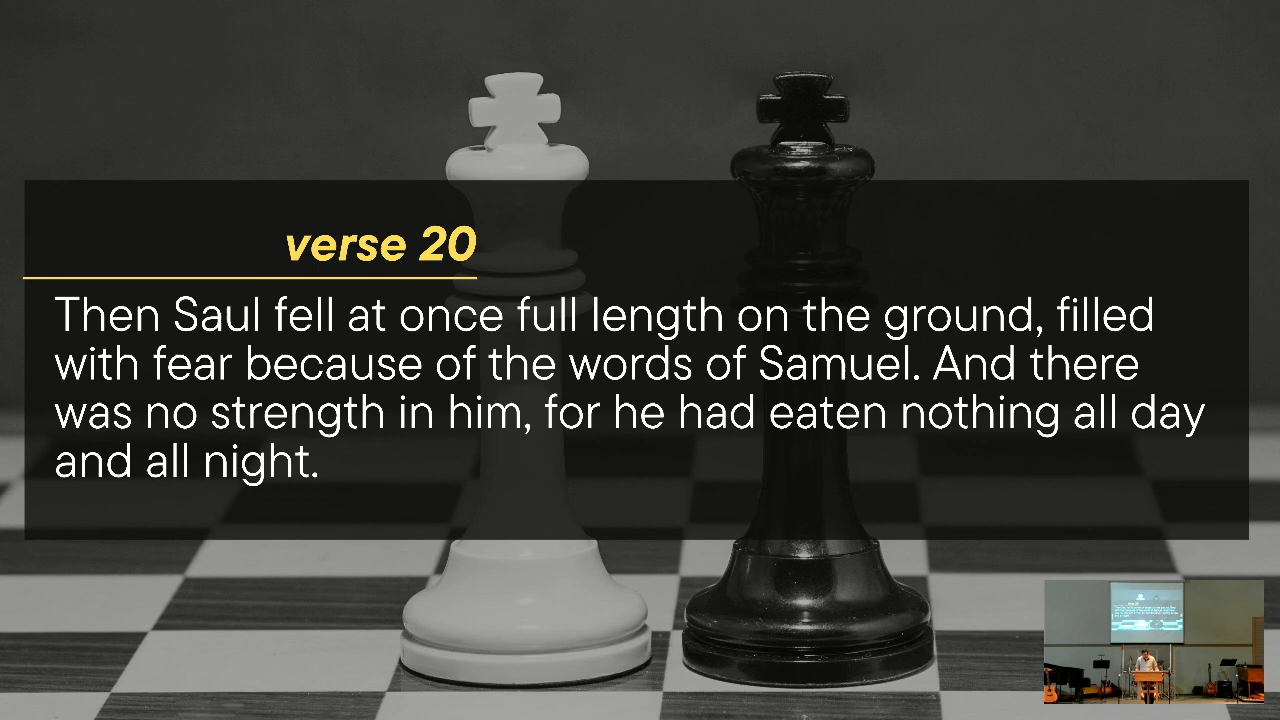 verse 20
Then Saul fell at once full length on the ground, filled
with fear because of the words of Samuel. And there
was no strength in him, for he had eaten nothing all day
and all night.